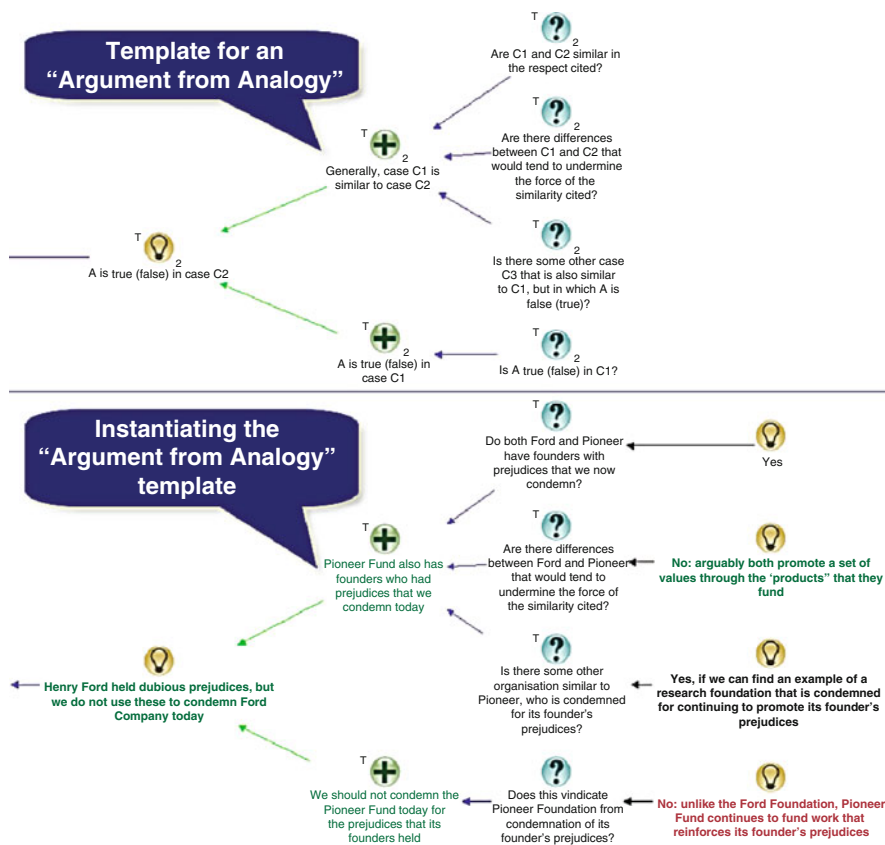 Template for an
“Argument from Analogy”
T
2
Are C1 and C2 similar in
the respect cited?
T
2
Are there differences
between C1 and C2 that
would tend to undermine
the force of the
similarity cited?
T
2
Generally, case C1 is
similar to case C2
T
2
Is there some other case
C3 that is also similar
to C1, but in which A is
false (true)?
T
2
A is true (false) in case C2
T
2
A is true (false) in
case C1
T
2
Is A true (false) in C1?
Instantiating the
“Argument from Analogy”
template
T
Do both Ford and Pioneer
have founders with
prejudices that we now
condemn?
Yes
T
Pioneer Fund also has
founders who had
prejudices that we
condemn today
T
Are there differences
between Ford and Pioneer
that would tend to
undermine the force of
the similarity cited?
No: arguably both promote a set of
values through the ‘products” that they
fund
T
Is there some other
organisation similar to
Pioneer, who is condemned
for its founder’s
prejudices?
Yes, if we can find an example of a
research foundation that is condemned
for continuing to promote its founder’s
prejudices
Henry Ford held dubious prejudices, but
we do not use these to condemn Ford
Company today
T
We should not condemn the
Pioneer Fund today for
the prejudices that its
founders held
Does this vindicate
Pioneer Foundation from
condemnation of its
founder’s prejudices?
No: unlike the Ford Foundation, Pioneer
Fund continues to fund work that
reinforces its founder’s prejudices